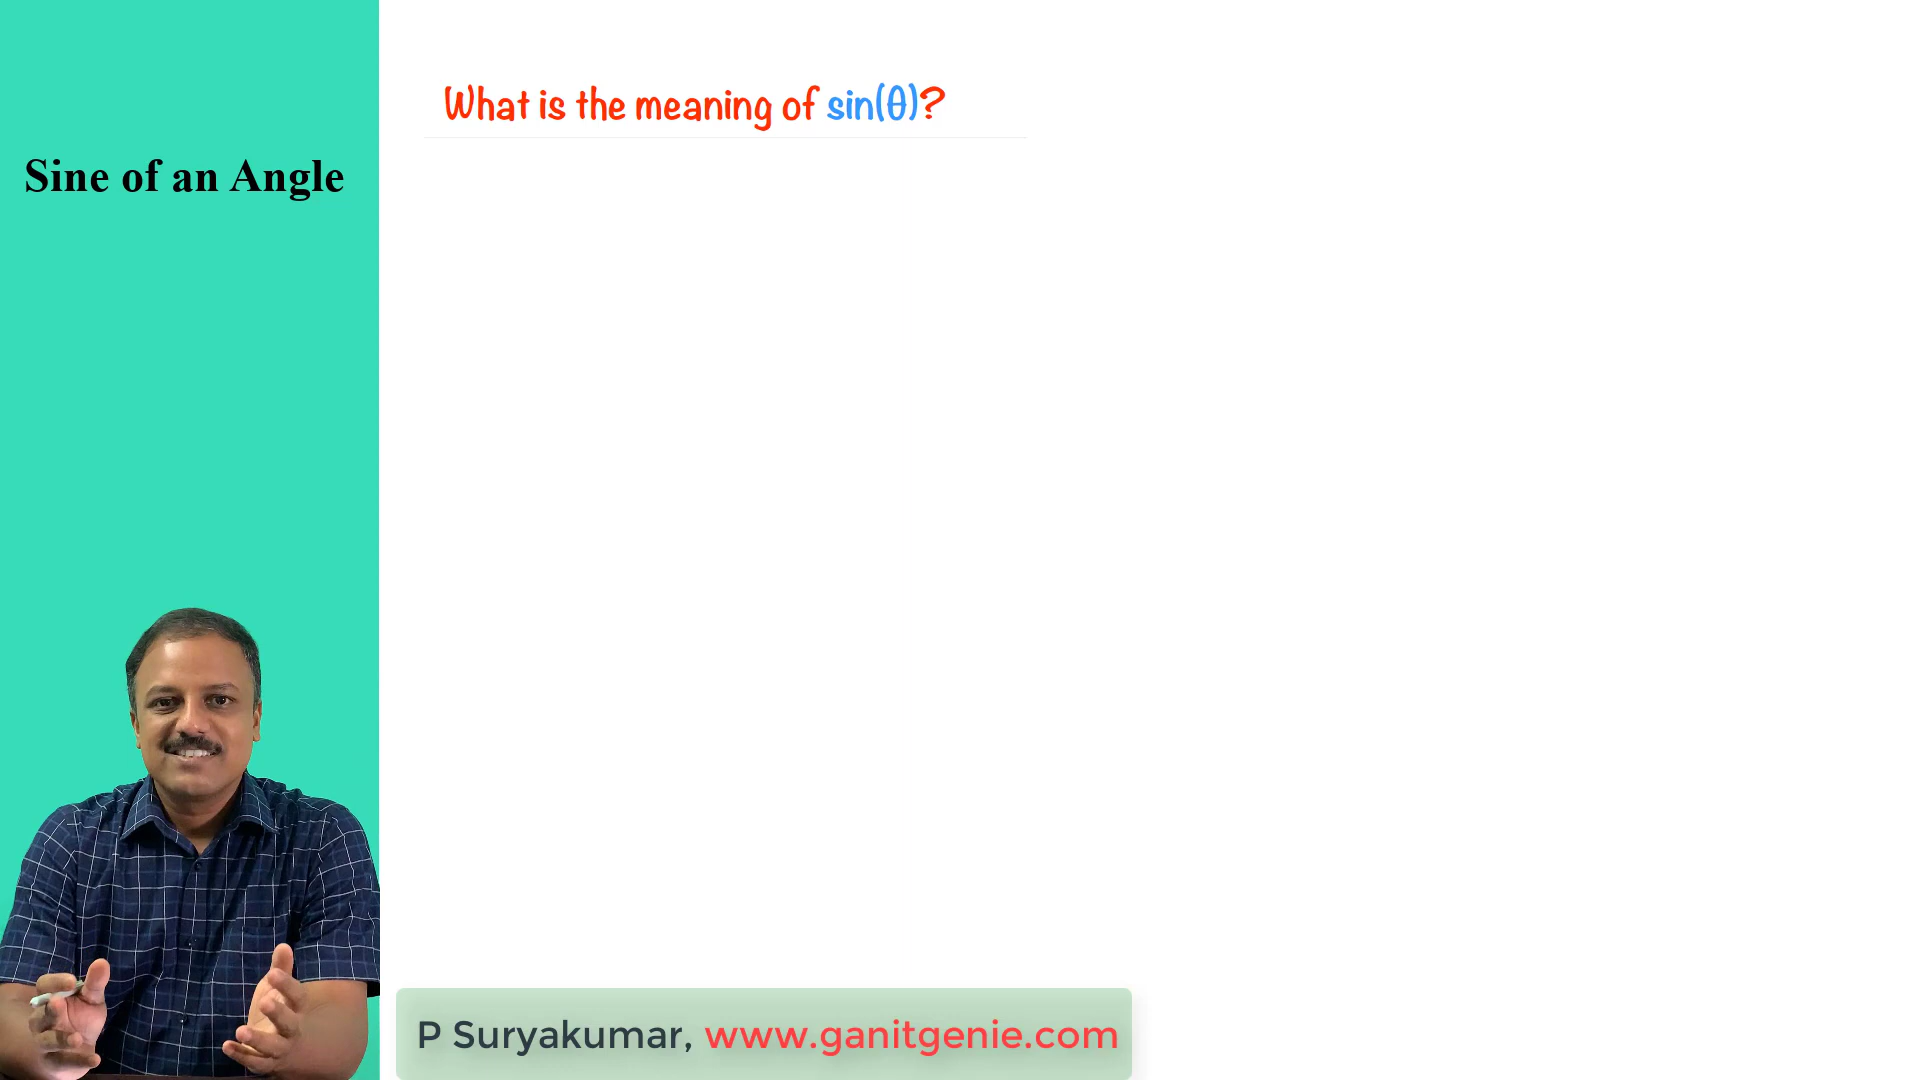 What is the meaning of sin(θ)?
Sine of an Angle
P Suryakumar, www.ganitgenie.com